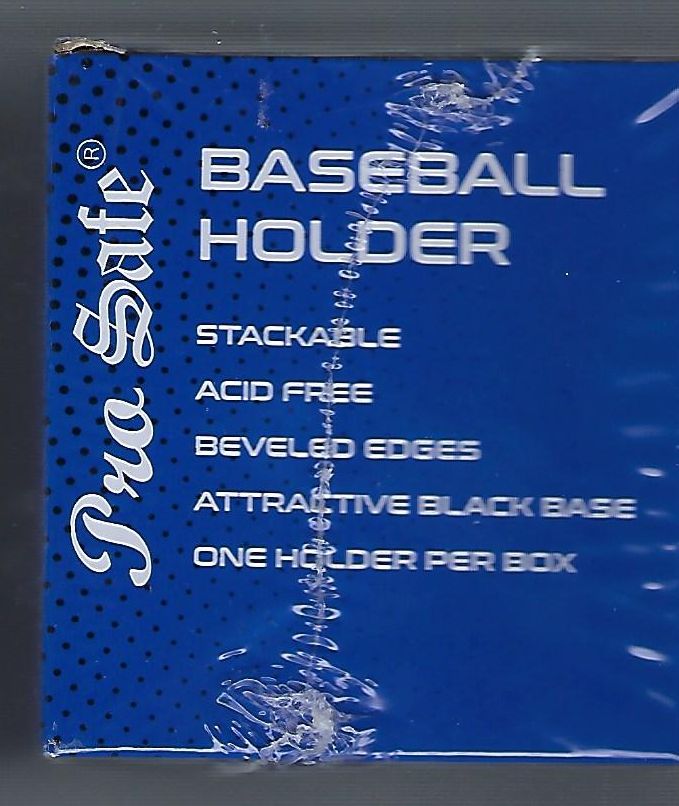 Pro Safe®
BASEBALL
HOLDER
STACKABLE
ACID FREE
BEVELED EDGES
ATTRACTIVE BLACK BASE
ONE HOLDER PER BOX